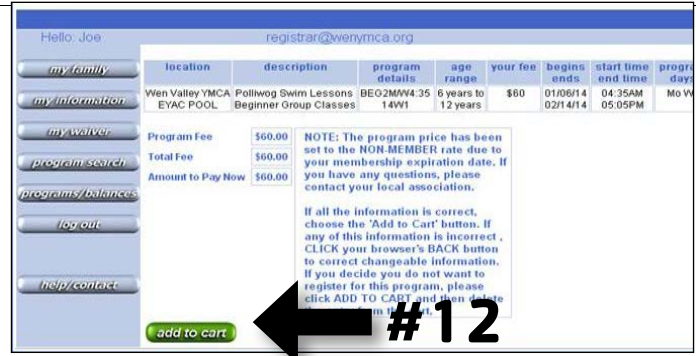 Hello: Joe registrar@wenymca.org
my family
my information
my waiver
program search
programs/balances
log out
help/contact
location description program details age range your fee begins ends start time end time
Wen Valley YMCA EYAC POOL Polliwog Swim Lessons Beginner Group Classes BEG2M/W4:35 14W1 6 years to 12 years $60 01/06/14 02/14/14 04:35AM 05:05PM Mo W
Program Fee $60.00
Total Fee $60.00
Amount to Pay Now $60.00
NOTE: The program price has been
set to the NON-MEMBER rate due to
your membership expiration date. If
you have any questions, please
contact your local association.
If all the information is correct,
choose the 'Add to Cart' button. If
any of this information is incorrect ,
CLICK your browser's BACK button
to correct changeable information.
If you decide you do not want to
register for this program, please
click ADD TO CART and then delete
from
add to cart
#12